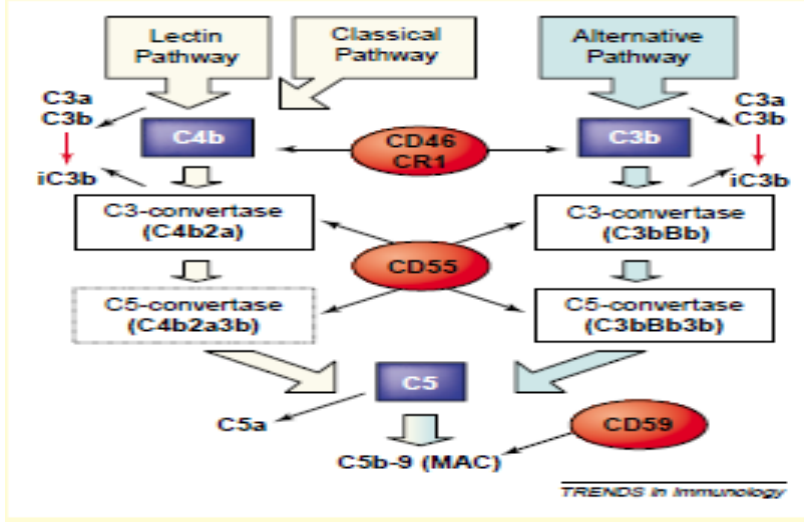 Lectin
Pathway
Classical
Pathway
Alternative
Pathway
C3a
C3b
iC3b
C4b
CD46
CR1
C3b
C3a
C3b
iC3b
C3-convertase
(C4b2a)
C3-convertase
(C3bBb)
CD55
C5-convertase
(C4b2a3b)
C5-convertase
(C3bBb3b)
C5
C5a
CD59
C5b-9 (MAC)
TRENDS in Immunology